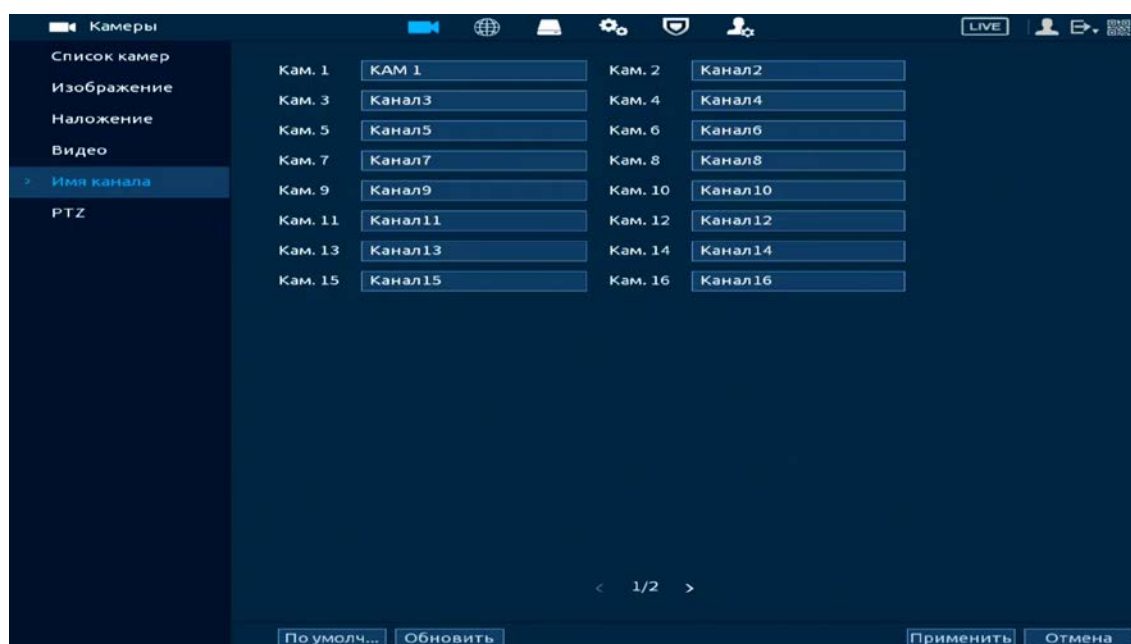 Камеры LIVE
Список камер
Изображение
Наложение
Видео
Имя канала
PTZ
Кам. 1 КАМ 1 Кам. 2 Канал2
Кам. 3 Канал3 Кам. 4 Канал4
Кам. 5 Канал5 Кам. 6 Канал6
Кам. 7 Канал7 Кам. 8 Канал8
Кам. 9 Канал9 Кам. 10 Канал10
Кам. 11 Канал11 Кам. 12 Канал12
Кам. 13 Канал13 Кам. 14 Канал14
Кам. 15 Канал15 Кам. 16 Канал16
< 1/2 >
По умолч... Обновить Применить Отмена